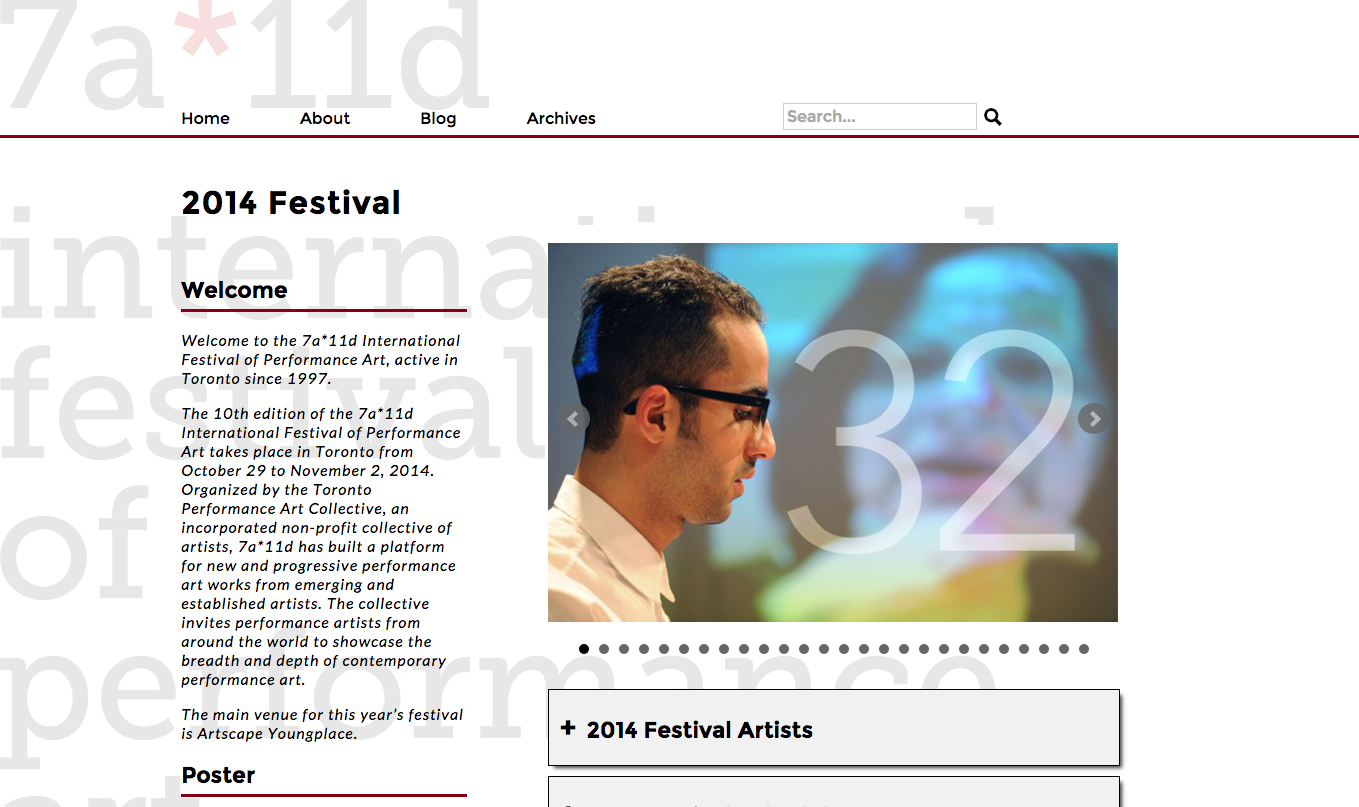 7a*11d
Home About Blog Archives Search...
2014 Festival
international
Welcome
Welcome to the 7a*11d International
Festival of Performance Art, active in
Toronto since 1997.
festival
The 10th edition of the 7a*11d
International Festival of Performance
Art takes place in Toronto from
October 29 to November 2, 2014.
Organized by the Toronto
Performance Art Collective, an
incorporated non-profit collective of
artists, 7a*11d has built a platform
for new and progressive performance
art works from emerging and
established artists. The collective
invites performance artists from
around the world to showcase the
breadth and depth of contemporary
performance art.
of
performance
The main venue for this year's festival
is Artscape Youngplace.
Poster
art
32
+ 2014 Festival Artists